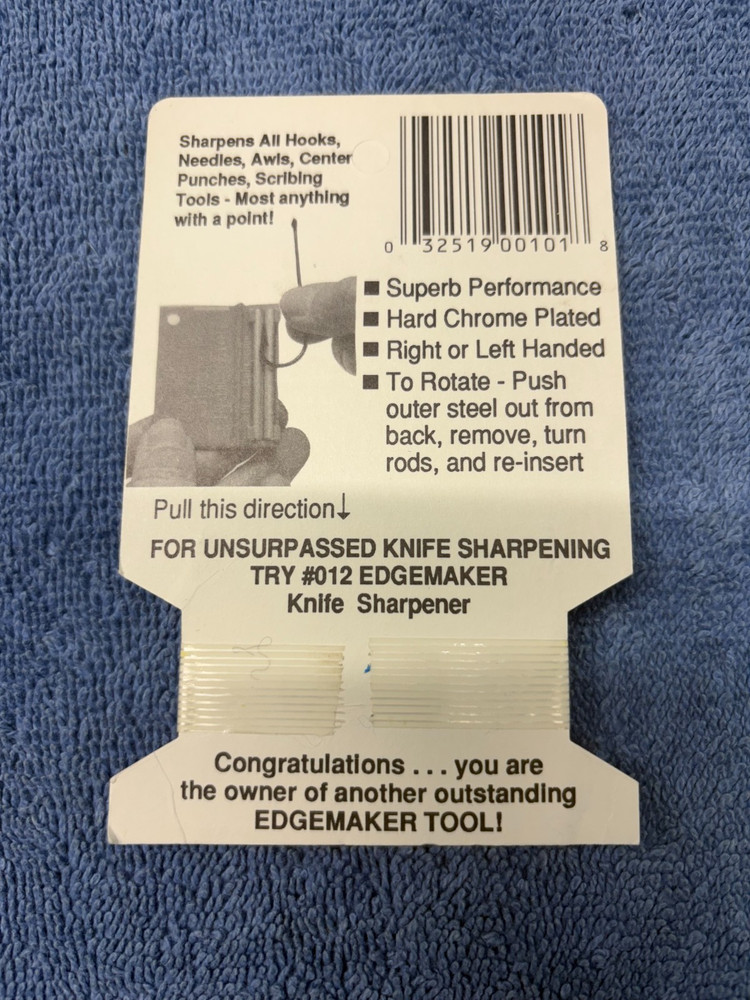 Sharpens All Hooks,
Needles, Awls, Center
Punches, Scribing
Tools - Most anything
with a point!
0 32519 00101 8
■ Superb Performance
■ Hard Chrome Plated
■ Right or Left Handed
■ To Rotate - Push
outer steel out from
back, remove, turn
rods, and re-insert
Pull this direction↓
FOR UNSURPASSED KNIFE SHARPENING
TRY #012 EDGEMAKER
Knife Sharpener
Congratulations . . . you are
the owner of another outstanding
EDGEMAKER TOOL!